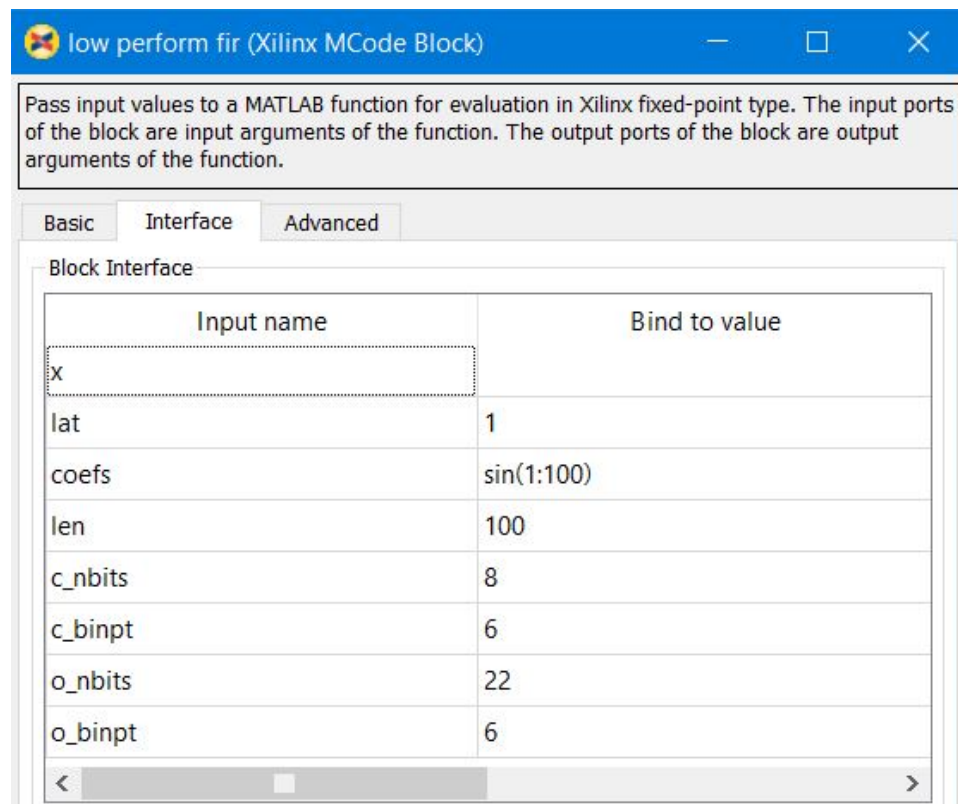 low perform fir (Xilinx MCode Block)
Pass input values to a MATLAB function for evaluation in Xilinx fixed-point type. The input ports
of the block are input arguments of the function. The output ports of the block are output
arguments of the function.
Basic Interface Advanced
Block Interface
Input name Bind to value
x
lat 1
coefs sin(1:100)
len 100
c_nbits 8
c_binpt 6
o_nbits 22
o_binpt 6